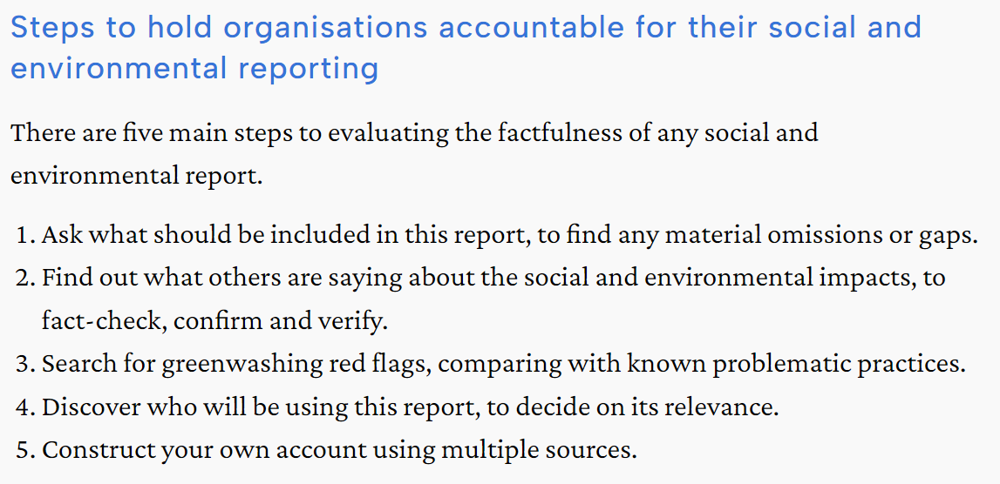 Steps to hold organisations accountable for their social and
environmental reporting
There are five main steps to evaluating the factfulness of any social and
environmental report.
1. Ask what should be included in this report, to find any material omissions or gaps.
2. Find out what others are saying about the social and environmental impacts, to
fact-check, confirm and verify.
3. Search for greenwashing red flags, comparing with known problematic practices.
4. Discover who will be using this report, to decide on its relevance.
5. Construct your own account using multiple sources.